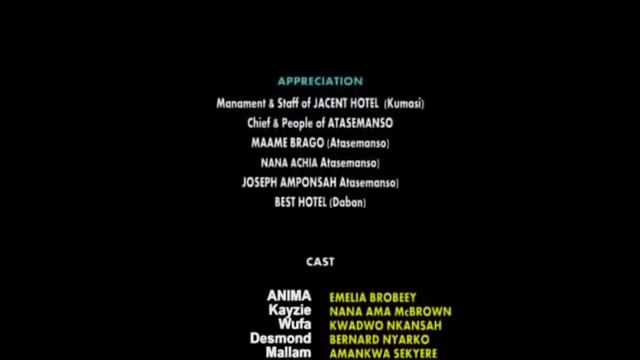 APPRECIATION
Manament & Staff of JACENT HOTEL (Kumasi)
Chief & People of ATASEMANSO
MAAME BRAGO (Atasemanso)
NANA ACHIA Atasemanso)
JOSEPH AMPONSAH Atasemanso)
BEST HOTEL (Daban)
CAST
ANIMA EMELIA BROBEEY
Kayzie NANA AMA McBROWN
Wufa KWADWO NKANSAH
Desmond BERNARD NYARKO
Mallam AMANKWA SEKYERE